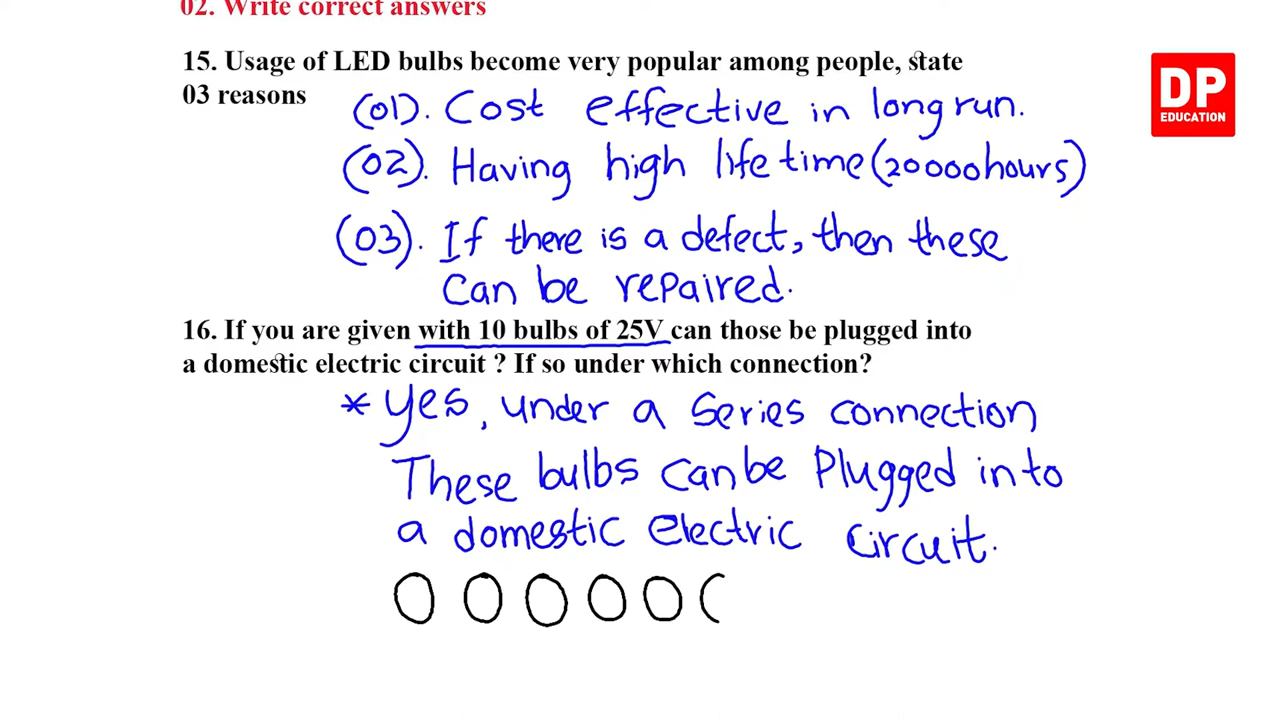 02. Write correct answers
15. Usage of LED bulbs become very popular among people, state
03 reasons
(01). Cost effective in long run.
(02). Having high life time (20000hours)
(03). If there is a defect, then these
can be repaired.
16. If you are given with 10 bulbs of 25V can those be plugged into
a domestic electric circuit ? If so under which connection?
* Yes, under a series connection
These bulbs can be plugged into
a domestic electric circuit.
DP
EDUCATION